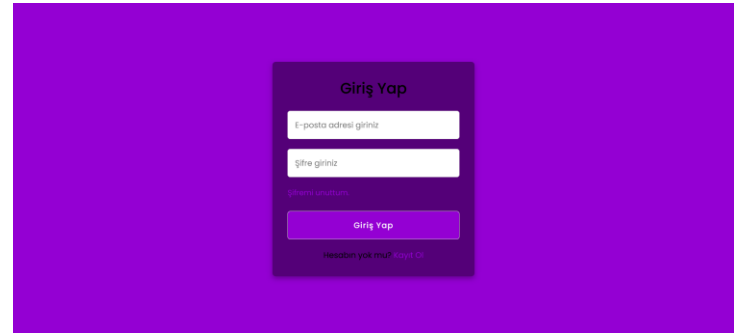 Giriş Yap
E-posta adresi giriniz
Şifre giriniz
Şifremi unuttum
Giriş Yap
Hesabın yok mu? Kayıt Ol